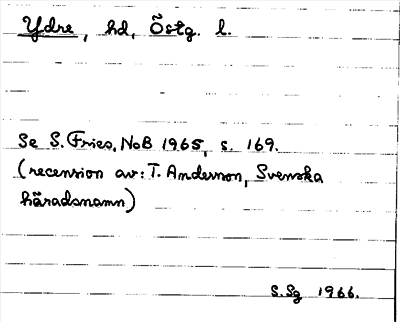 Ydre, hd, Östg. l.
Se S. Fries, NoB 1965, s. 169.
(recension av: T. Andersson, Svenska
häradsnamn)
S.Sg 1966.